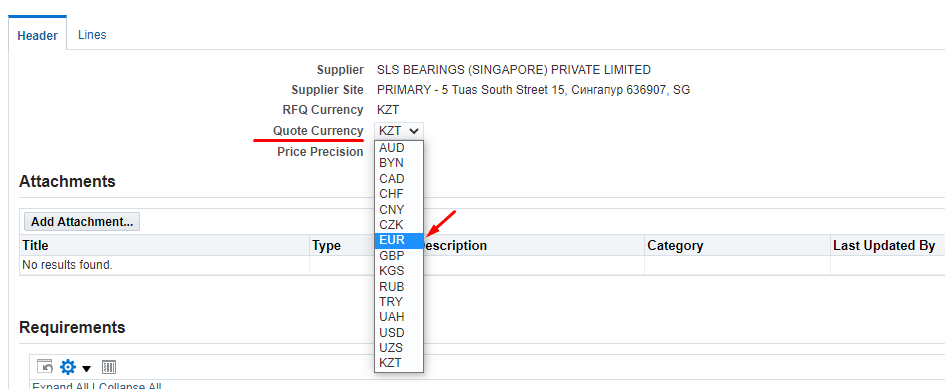 Header Lines
Supplier SLS BEARINGS (SINGAPORE) PRIVATE LIMITED
Supplier Site PRIMARY - 5 Tuas South Street 15, Сингапур 636907, SG
RFQ Currency KZT
Quote Currency KZT
Price Precision
AUD
BYN
CAD
CHF
CNY
CZK
EUR
GBP
KGS
RUB
TRY
UAH
USD
UZS
KZT
Attachments
Add Attachment...
Title Type Description Category Last Updated By
No results found.
Requirements
Expand All | Collapse All